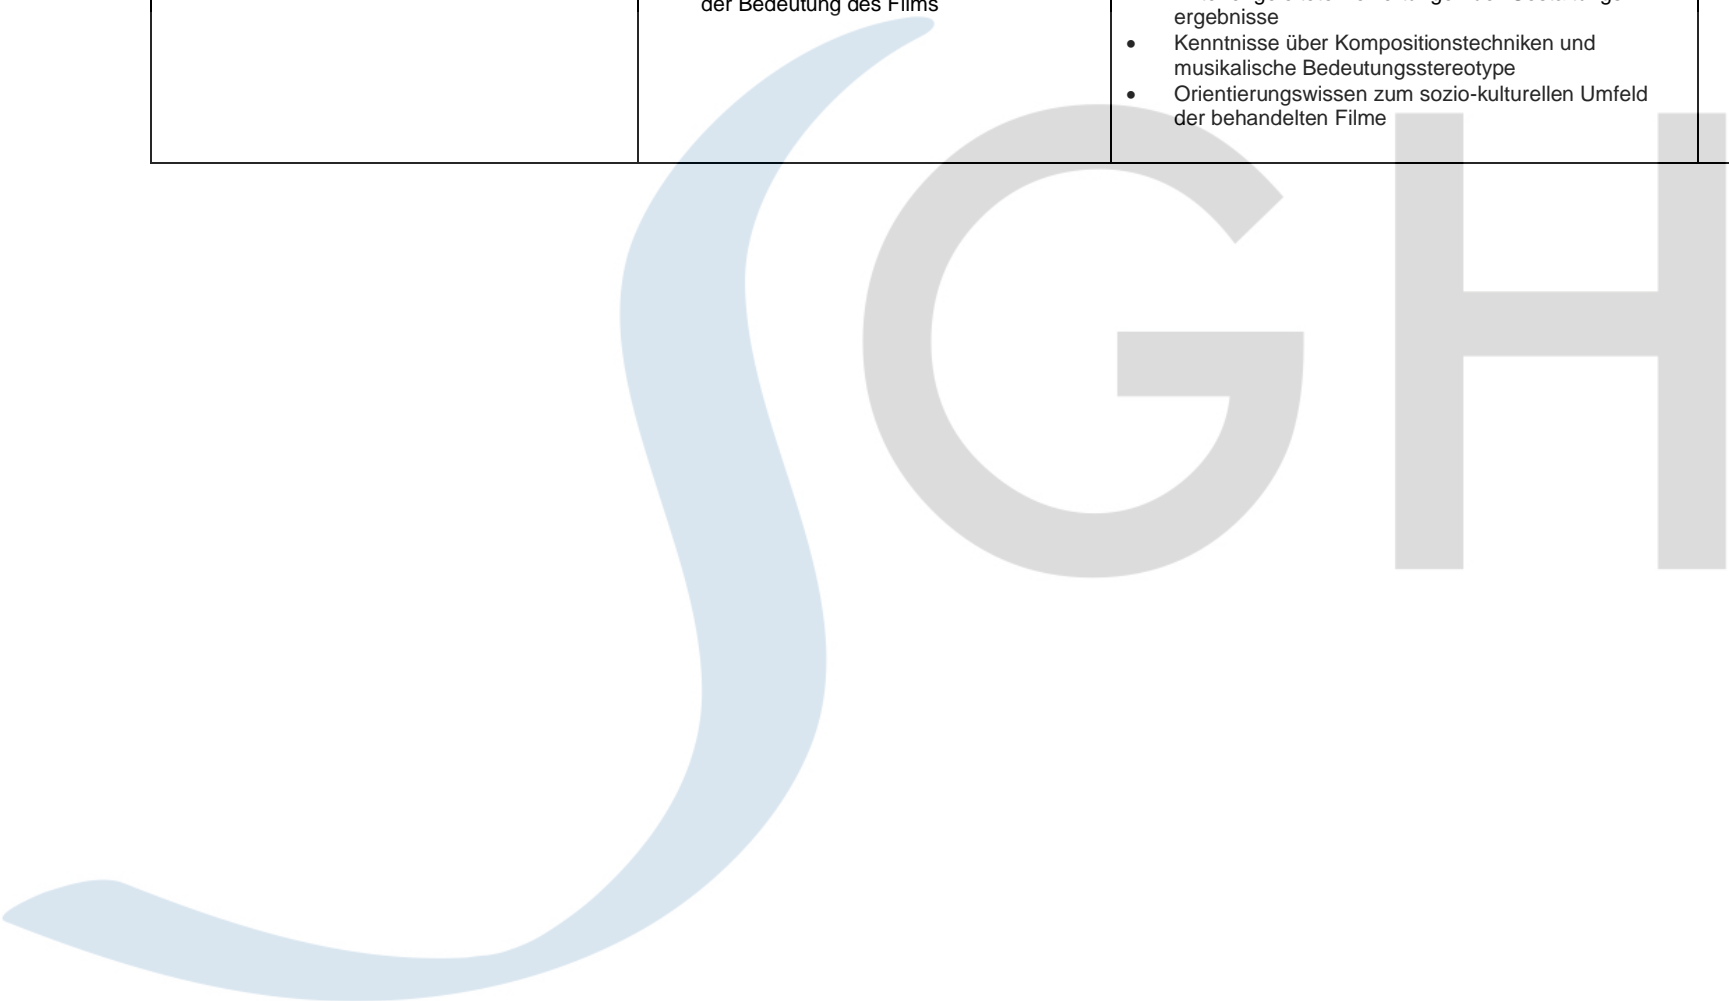 der Bedeutung des Films
ergebnisse
• Kenntnisse über Kompositionstechniken und
musikalische Bedeutungsstereotype
• Orientierungswissen zum sozio-kulturellen Umfeld
der behandelten Filme
SGH